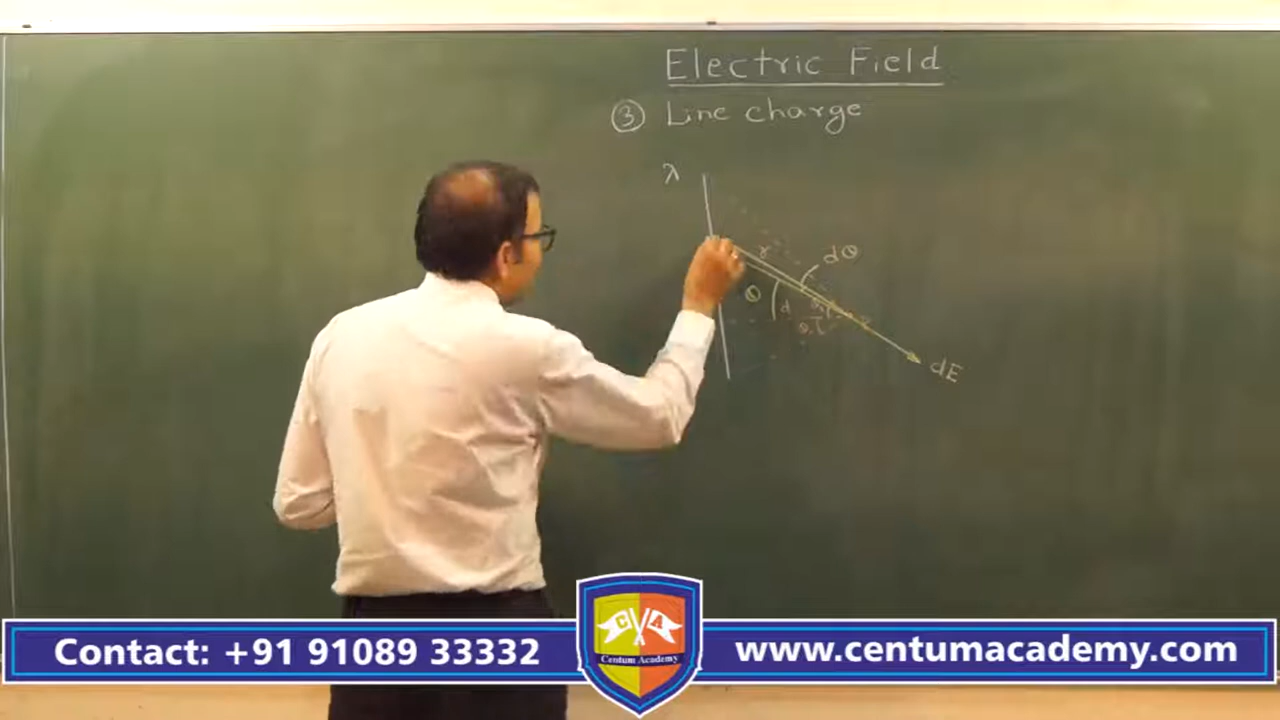 Electric Field
③ Line charge
λ
r
dθ
θ
d
dE
Contact: +91 91089 33332
C A
Centum Academy
www.centumacademy.com